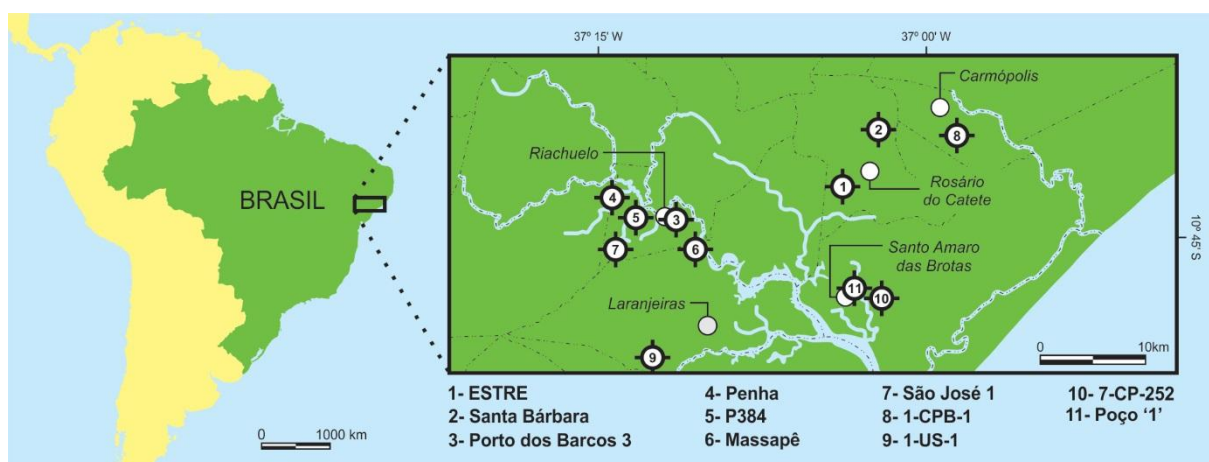 37º 15' W
37º 00' W
Carmópolis
2
8
Riachuelo
BRASIL
1
Rosário
do Catete
4
5
3
10º 45' S
7
6
Santo Amaro
das Brotas
11
10
Laranjeiras
0 10km
9
1- ESTRE
2- Santa Bárbara
3- Porto dos Barcos 3
4- Penha
5- P384
6- Massapê
7- São José 1
8- 1-CPB-1
9- 1-US-1
10- 7-CP-252
11- Poço ‘1’
0 1000 km